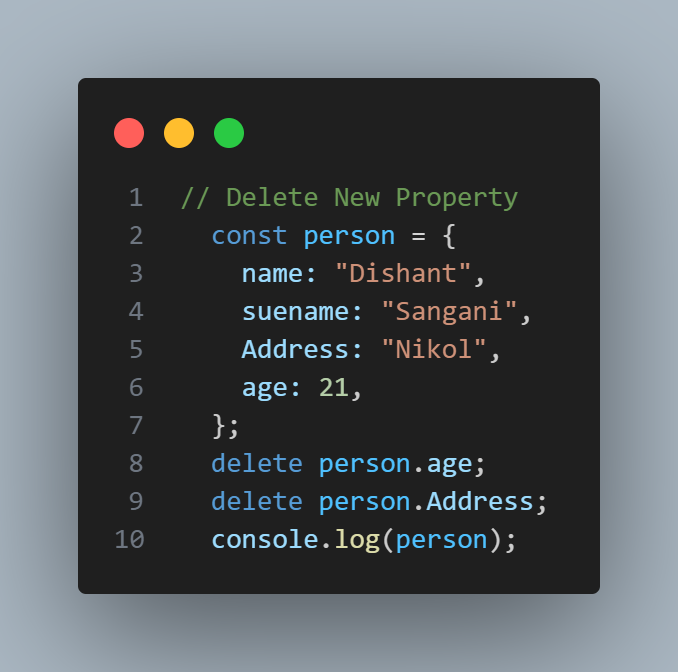 1 // Delete New Property
2 const person = {
3 name: "Dishant",
4 suename: "Sangani",
5 Address: "Nikol",
6 age: 21,
7 };
8 delete person.age;
9 delete person.Address;
10 console.log(person);